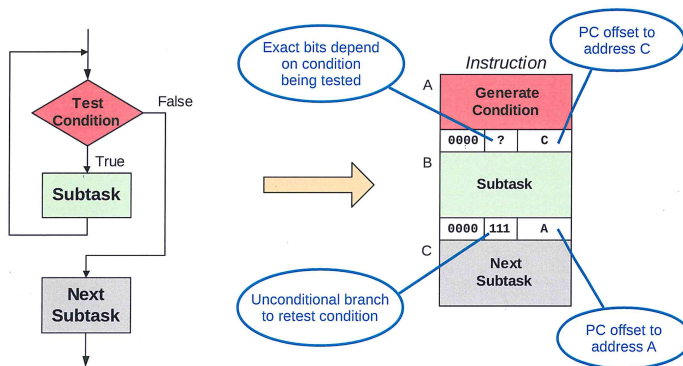 Test
Condition
False
True
Subtask
Next
Subtask
Exact bits depend
on condition
being tested
Instruction
PC offset to
address C
A
Generate
Condition
0000 ? C
B
Subtask
0000 111 A
C
Next
Subtask
Unconditional branch
to retest condition
PC offset to
address A